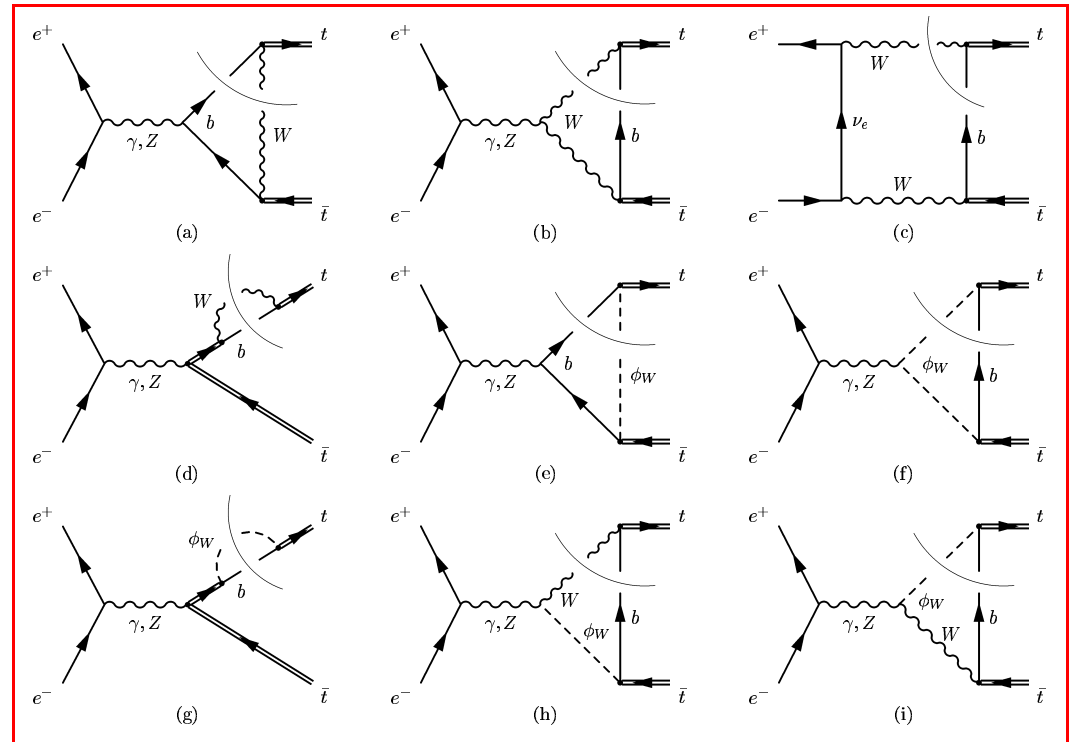 e⁺ t e⁺ t e⁺ t
W
b W W b ν_e b
γ, Z γ, Z
W
e⁻ t̄ e⁻ t̄ e⁻ t̄
(a) (b) (c)
e⁺ t e⁺ t e⁺ t
W
b b φ_W φ_W b
γ, Z γ, Z γ, Z
e⁻ t̄ e⁻ t̄ e⁻ t̄
(d) (e) (f)
e⁺ t e⁺ t e⁺ t
φ_W
b W b φ_W b
γ, Z γ, Z φ_W γ, Z W
e⁻ t̄ e⁻ t̄ e⁻ t̄
(g) (h) (i)